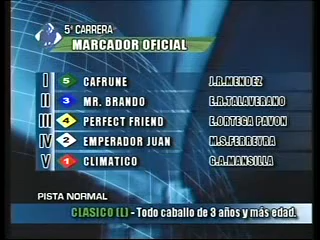 5ª CARRERA
MARCADOR OFICIAL
I 5 CAFRUNE J.R.MENDEZ
II 3 MR. BRANDO E.R.TALAVERANO
III 4 PERFECT FRIEND E.ORTEGA PAVON
IV 2 EMPERADOR JUAN M.S.FERREYRA
V 1 CLIMATICO G.A.MANSILLA
PISTA NORMAL
CLASICO (L) - Todo caballo de 3 años y más edad.